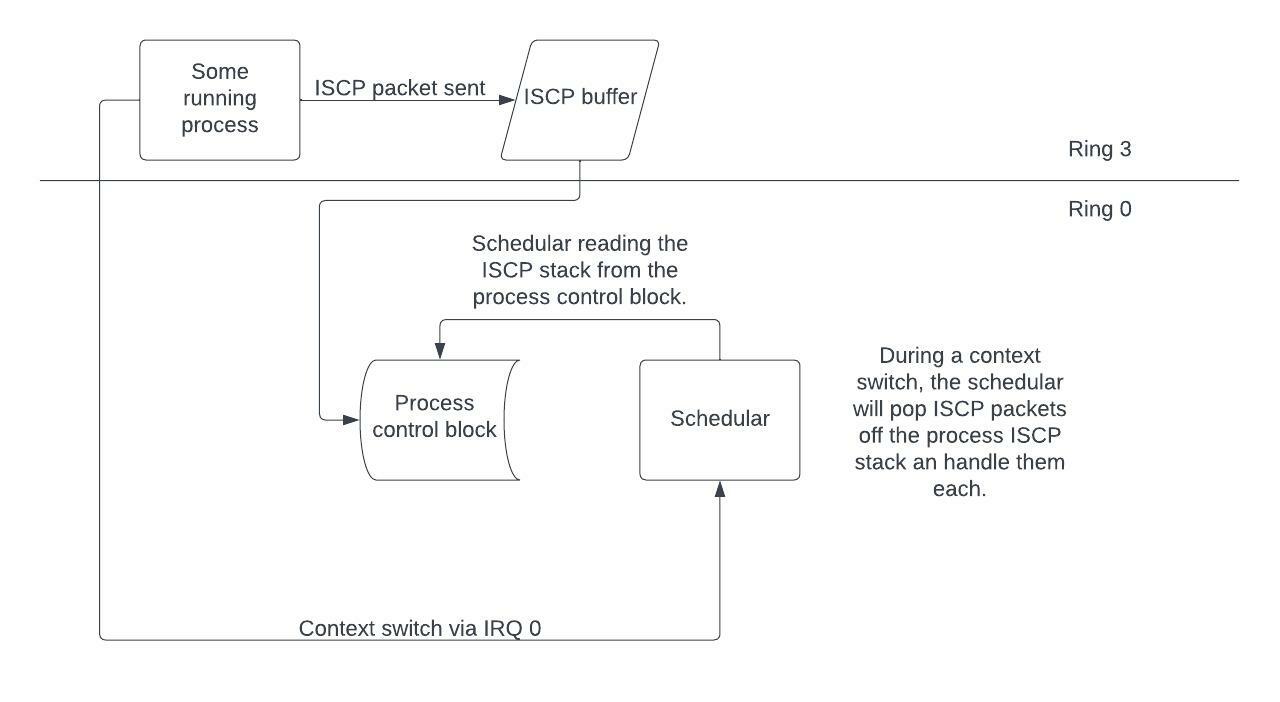 Some
running
process
ISCP packet sent
ISCP buffer
Ring 3
Ring 0
Schedular reading the
ISCP stack from the
process control block.
Process
control block
Schedular
During a context
switch, the schedular
will pop ISCP packets
off the process ISCP
stack an handle them
each.
Context switch via IRQ 0